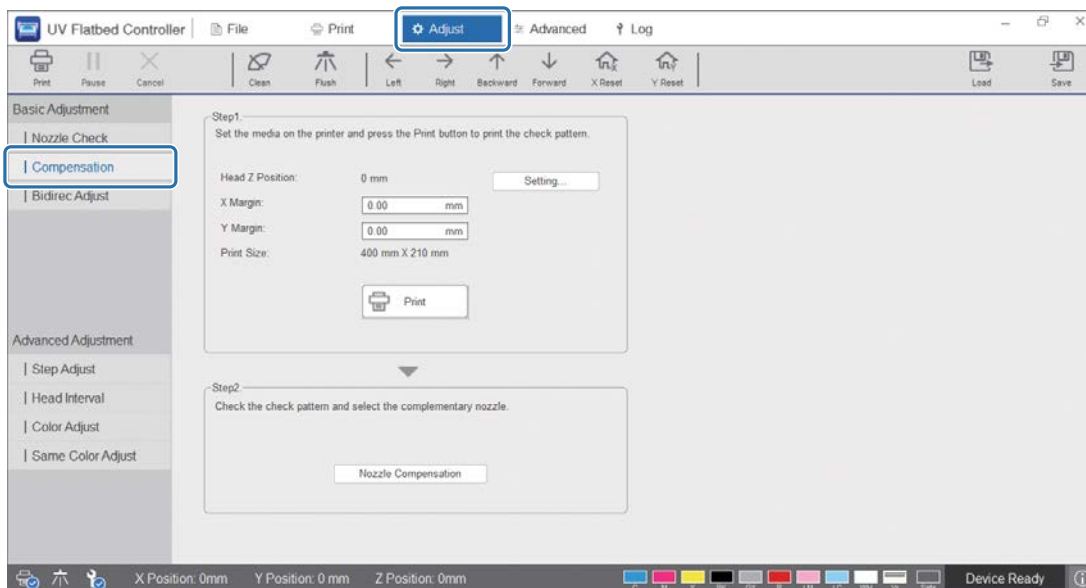 UV Flatbed Controller
File
Print
Adjust
Advanced
Log
Print
Pause
Cancel
Clean
Flush
Left
Right
Backward
Forward
X Reset
Y Reset
Load
Save
Basic Adjustment
Nozzle Check
Compensation
Bidirec Adjust
Advanced Adjustment
Step Adjust
Head Interval
Color Adjust
Same Color Adjust
Step1.
Set the media on the printer and press the Print button to print the check pattern.
Head Z Position: 0 mm Setting...
X Margin: 0.00 mm
Y Margin: 0.00 mm
Print Size: 400 mm X 210 mm
Print
Step2.
Check the check pattern and select the complementary nozzle.
Nozzle Compensation
X Position: 0mm Y Position: 0 mm Z Position: 0mm
Device Ready